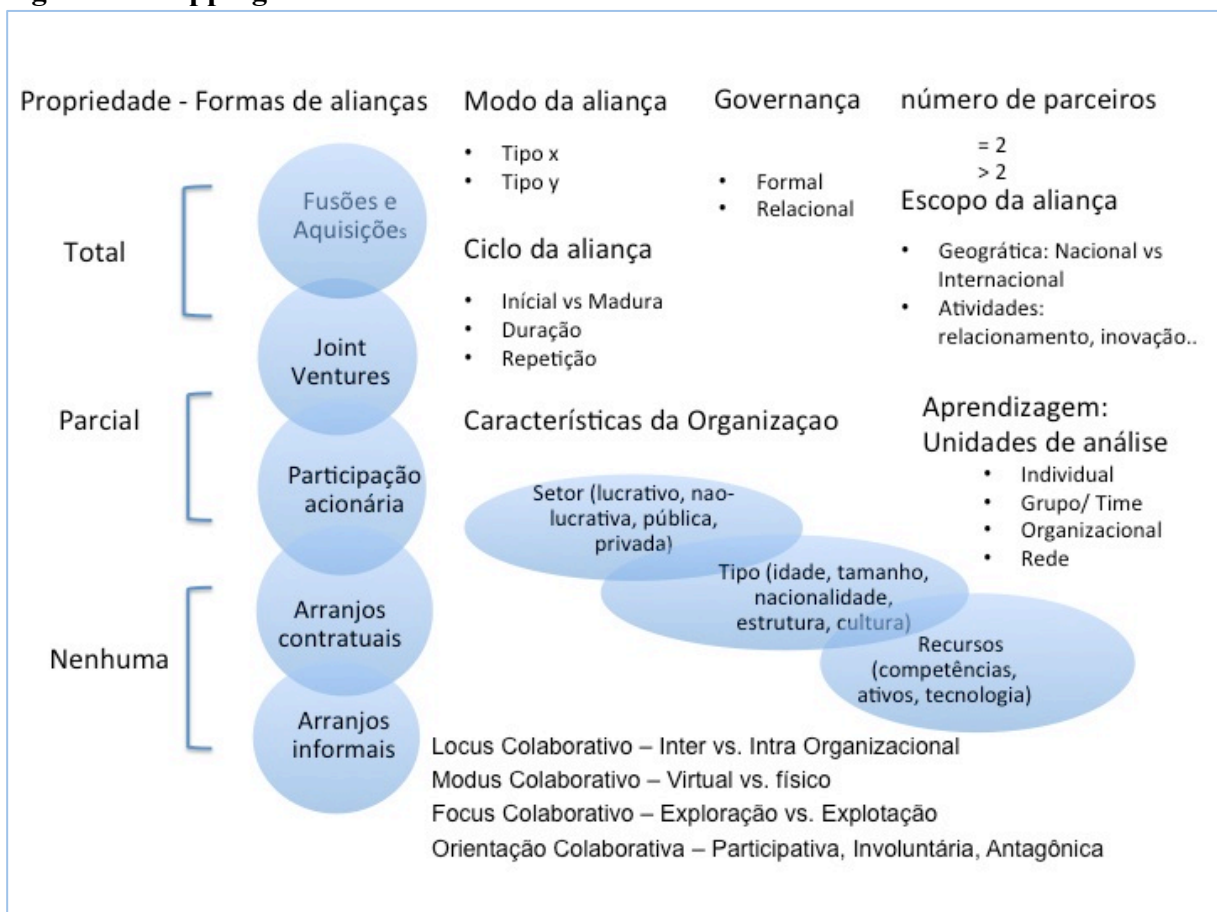 Propriedade - Formas de alianças
Total
Parcial
Nenhuma
Fusões e
Aquisições
Joint
Ventures
Participação
acionária
Arranjos
contratuais
Arranjos
informais
Modo da aliança
• Tipo x
• Tipo y
Governança
• Formal
• Relacional
número de parceiros
= 2
> 2
Escopo da aliança
• Geográfica: Nacional vs
Internacional
• Atividades:
relacionamento, inovação..
Ciclo da aliança
• Inícial vs Madura
• Duração
• Repetição
Características da Organizaçao
Setor (lucrativo, nao-
lucrativa, pública,
privada)
Tipo (idade, tamanho,
nacionalidade,
estrutura, cultura)
Recursos
(competências,
ativos, tecnologia)
Aprendizagem:
Unidades de análise
• Individual
• Grupo/ Time
• Organizacional
• Rede
Locus Colaborativo – Inter vs. Intra Organizacional
Modus Colaborativo – Virtual vs. físico
Focus Colaborativo – Exploração vs. Explotação
Orientação Colaborativa – Participativa, Involuntária, Antagônica